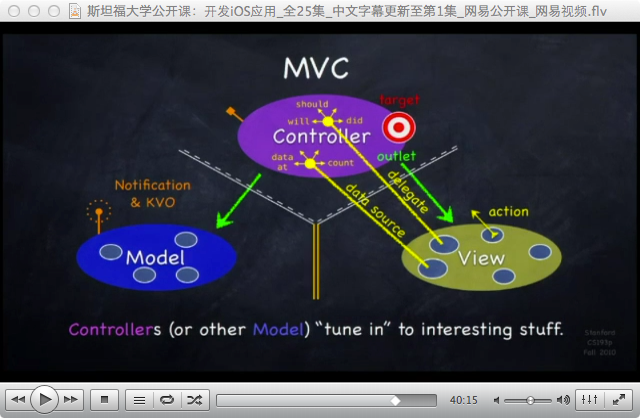 斯坦福大学公开课：开发iOS应用_全25集_中文字幕更新至第1集_网易公开课_网易视频.flv
MVC
should
will
did
target
Controller
data
at
count
outlet
Notification
& KVO
delegate
data source
action
Model
View
Controllers (or other Model) “tune in” to interesting stuff.
Stanford
CS193p
Fall 2010
40:15